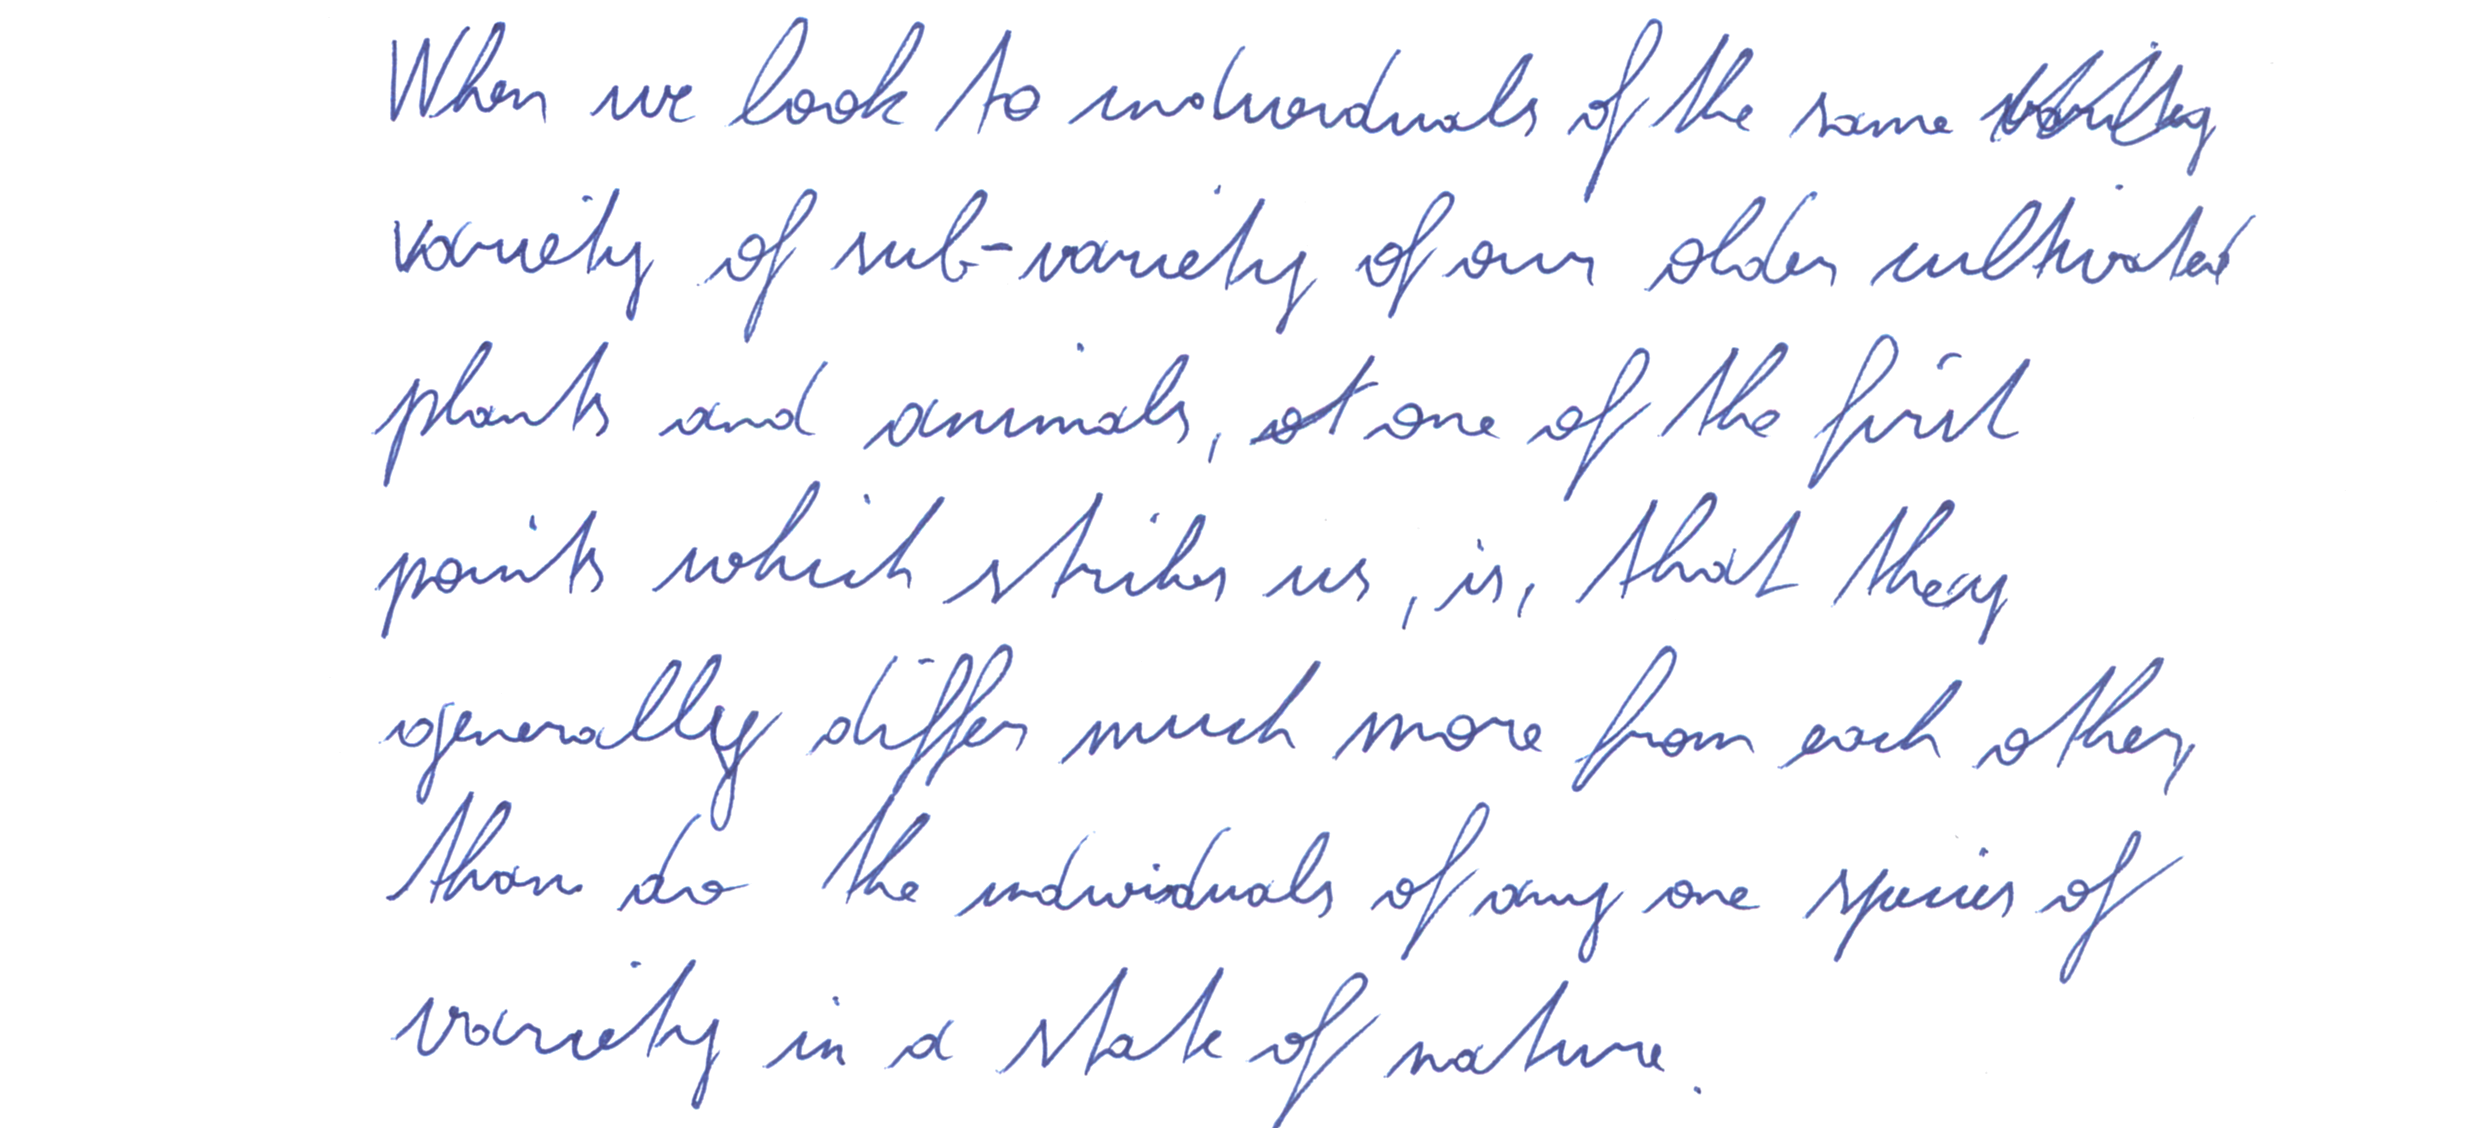 When we look to individuals of the same
variety of sub-variety of our older cultivated
plants and animals, at one of the first
points which strikes us, is, that they
generally differ much more from each other,
than do the individuals of any one species of
variety in a state of nature.